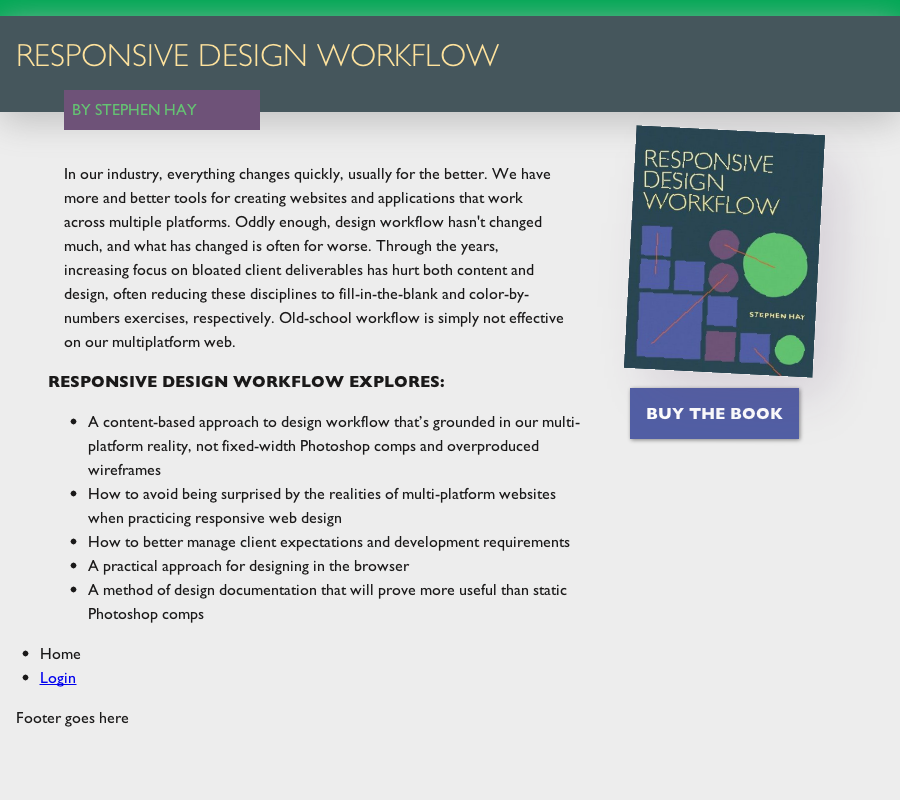 RESPONSIVE DESIGN WORKFLOW
BY STEPHEN HAY
In our industry, everything changes quickly, usually for the better. We have
more and better tools for creating websites and applications that work
across multiple platforms. Oddly enough, design workflow hasn't changed
much, and what has changed is often for worse. Through the years,
increasing focus on bloated client deliverables has hurt both content and
design, often reducing these disciplines to fill-in-the-blank and color-by-
numbers exercises, respectively. Old-school workflow is simply not effective
on our multiplatform web.
RESPONSIVE DESIGN WORKFLOW EXPLORES:
A content-based approach to design workflow that’s grounded in our multi-
platform reality, not fixed-width Photoshop comps and overproduced
wireframes
How to avoid being surprised by the realities of multi-platform websites
when practicing responsive web design
How to better manage client expectations and development requirements
A practical approach for designing in the browser
A method of design documentation that will prove more useful than static
Photoshop comps
RESPONSIVE
DESIGN
WORKFLOW
STEPHEN HAY
BUY THE BOOK
Home
Login
Footer goes here